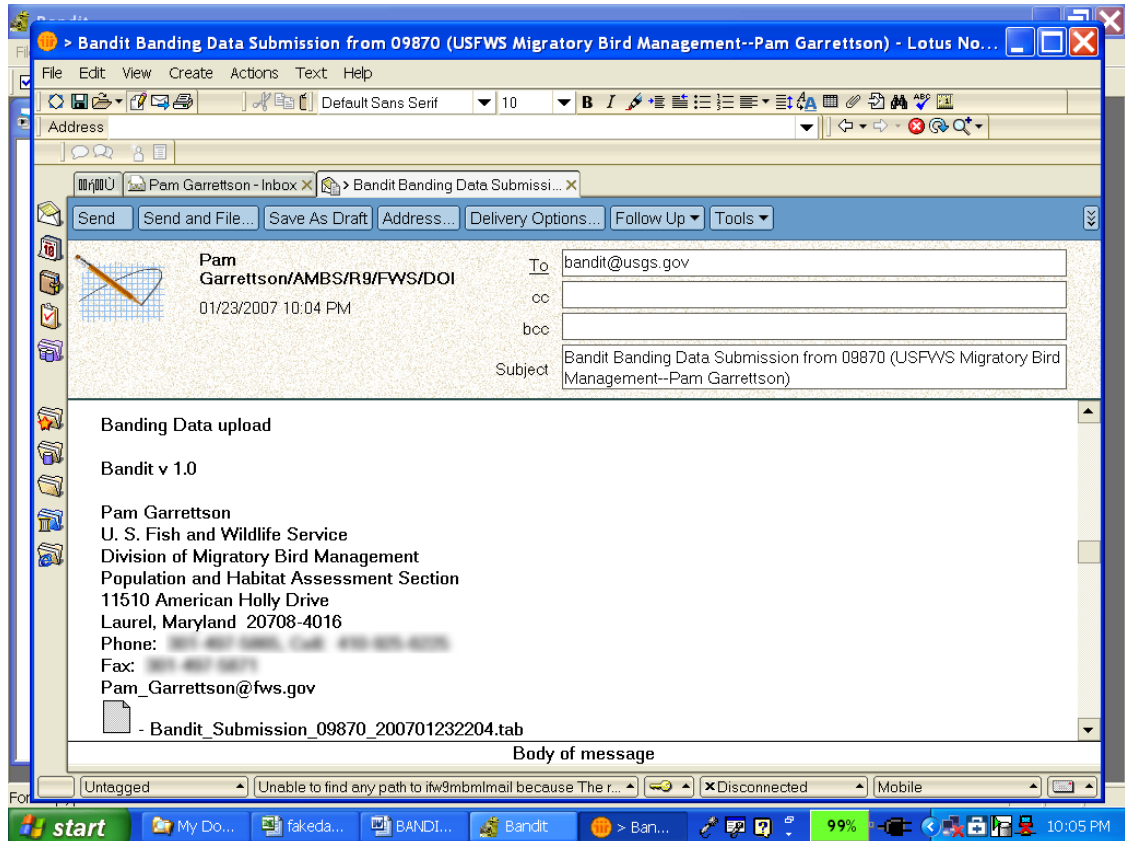 > Bandit Banding Data Submission from 09870 (USFWS Migratory Bird Management--Pam Garrettson) - Lotus No...
File Edit View Create Actions Text Help
Default Sans Serif 10 B I
Address
Pam Garrettson - Inbox > Bandit Banding Data Submissi...
Send Send and File... Save As Draft Address... Delivery Options... Follow Up Tools
Pam
Garrettson/AMBS/R9/FWS/DOI
01/23/2007 10:04 PM
To bandit@usgs.gov
cc
bcc
Subject Bandit Banding Data Submission from 09870 (USFWS Migratory Bird
Management--Pam Garrettson)
Banding Data upload
Bandit v 1.0
Pam Garrettson
U. S. Fish and Wildlife Service
Division of Migratory Bird Management
Population and Habitat Assessment Section
11510 American Holly Drive
Laurel, Maryland 20708-4016
Phone:
Fax:
Pam_Garrettson@fws.gov
- Bandit_Submission_09870_200701232204.tab
Body of message
Untagged Unable to find any path to ifw9mbmlmail because The r... Disconnected Mobile
start My Do... fakeda... BANDI... Bandit > Ban... 99% 10:05 PM